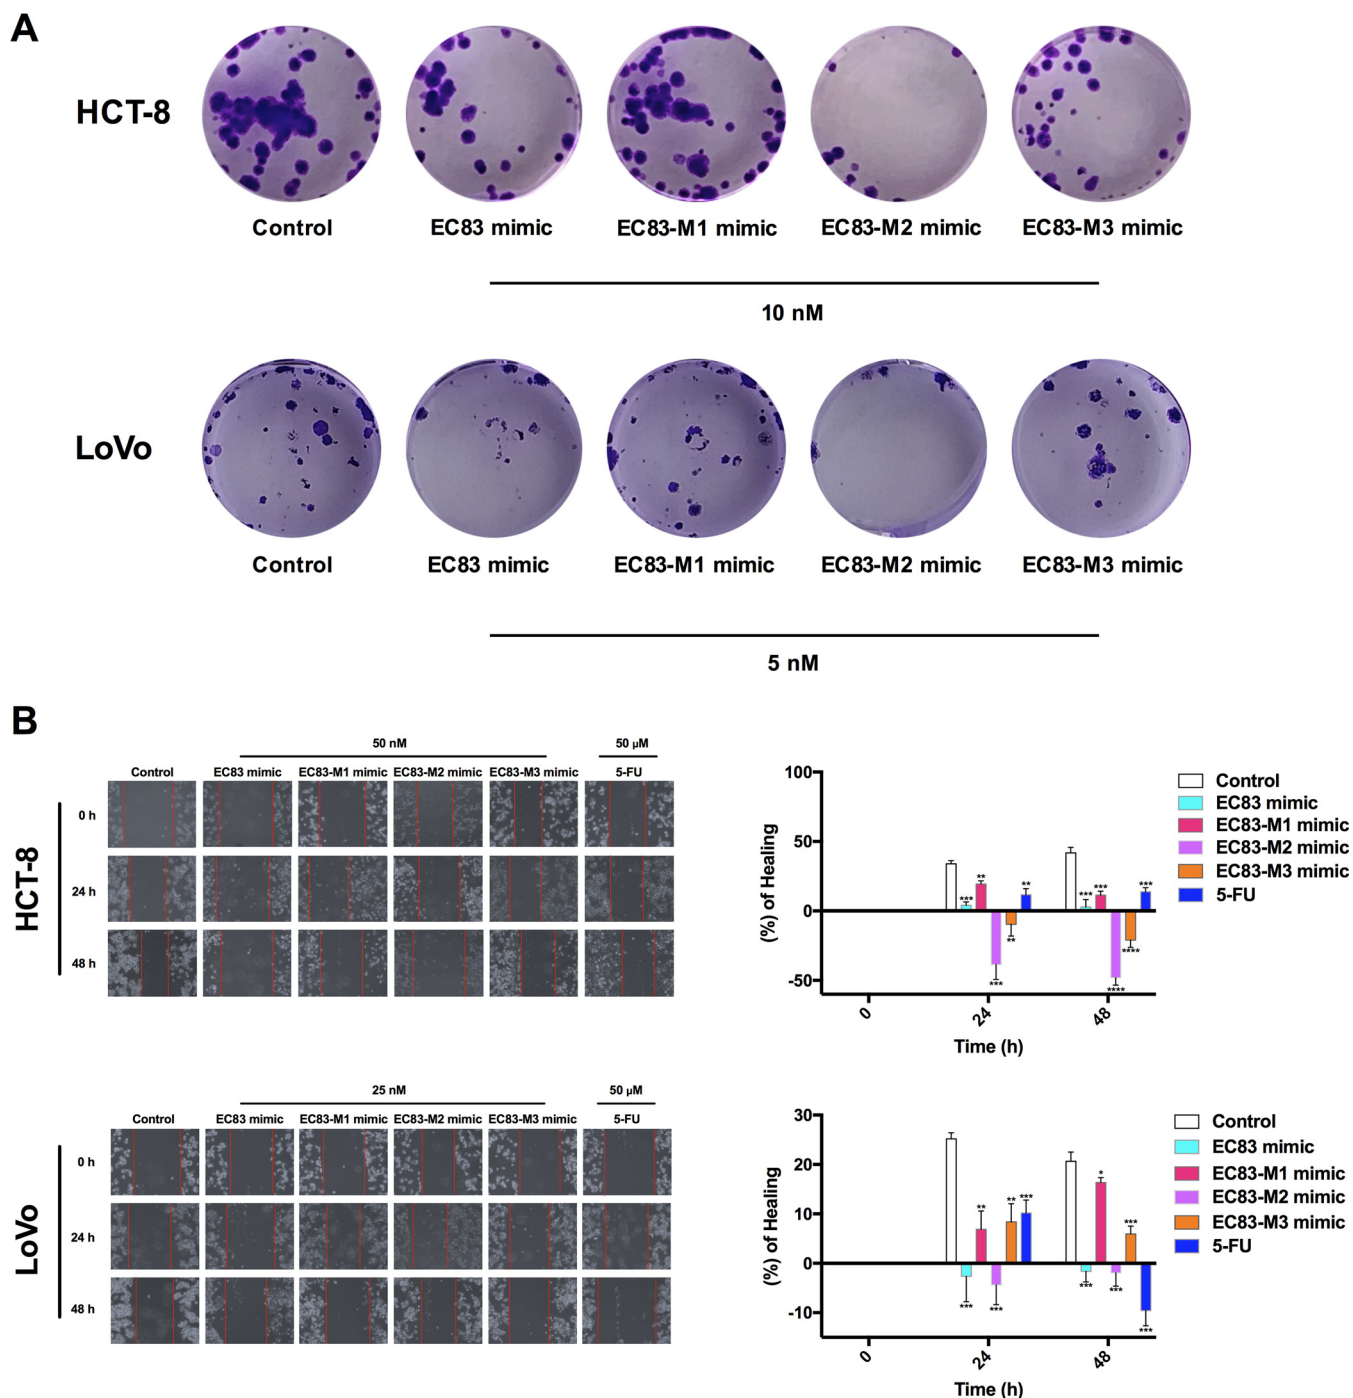 A
HCT-8
Control
EC83 mimic
EC83-M1 mimic
EC83-M2 mimic
EC83-M3 mimic
10 nM
LoVo
Control
EC83 mimic
EC83-M1 mimic
EC83-M2 mimic
EC83-M3 mimic
5 nM
B
50 nM
50 µM
Control
EC83 mimic
EC83-M1 mimic
EC83-M2 mimic
EC83-M3 mimic
5-FU
HCT-8
0 h
24 h
48 h
(%) of Healing
100
50
0
-50
***
**
***
**
**
***
***
****
****
***
0
24
48
Time (h)
Control
EC83 mimic
EC83-M1 mimic
EC83-M2 mimic
EC83-M3 mimic
5-FU
25 nM
50 µM
Control
EC83 mimic
EC83-M1 mimic
EC83-M2 mimic
EC83-M3 mimic
5-FU
LoVo
0 h
24 h
48 h
(%) of Healing
30
20
10
0
-10
***
**
***
**
***
***
*
***
***
***
0
24
48
Time (h)
Control
EC83 mimic
EC83-M1 mimic
EC83-M2 mimic
EC83-M3 mimic
5-FU